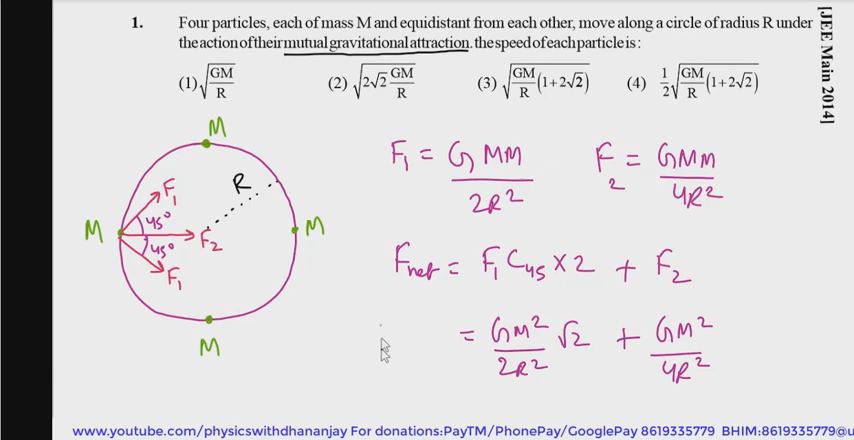 1. Four particles, each of mass M and equidistant from each other, move along a circle of radius R under
the action of their mutual gravitational attraction. the speed of each particle is :
(1) √(GM/R) (2) √(2√2 GM/R) (3) √(GM/R (1+2√2)) (4) 1/2 √(GM/R (1+2√2))
[JEE Main 2014]
M
R
F₁
45°
M
F₂
M
45°
F₁
M
F₁ = GMM/2R² F₂ = GMM/4R²
Fnet = F₁ C45 × 2 + F₂
= GM²/2R² √2 + GM²/4R²
www.youtube.com/physicswithdhananjay For donations:PayTM/PhonePay/GooglePay 8619335779 BHIM:8619335779@u